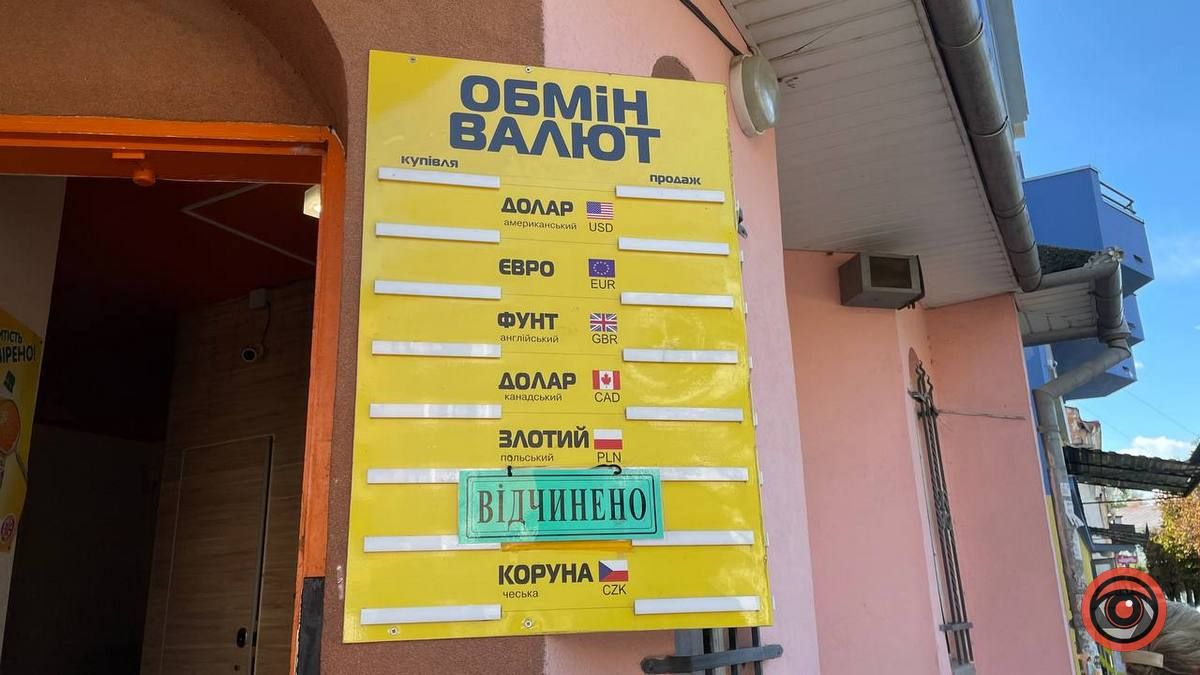 ОБМіН
ВАЛЮТ
купівля
продаж
ДОЛАР
американський USD
ЄВРО
EUR
ФУНТ
англійський GBR
ДОЛАР
канадський CAD
ЗЛОТИЙ
польський PLN
ВІДЧИНЕНО
КОРУНА
чеська CZK